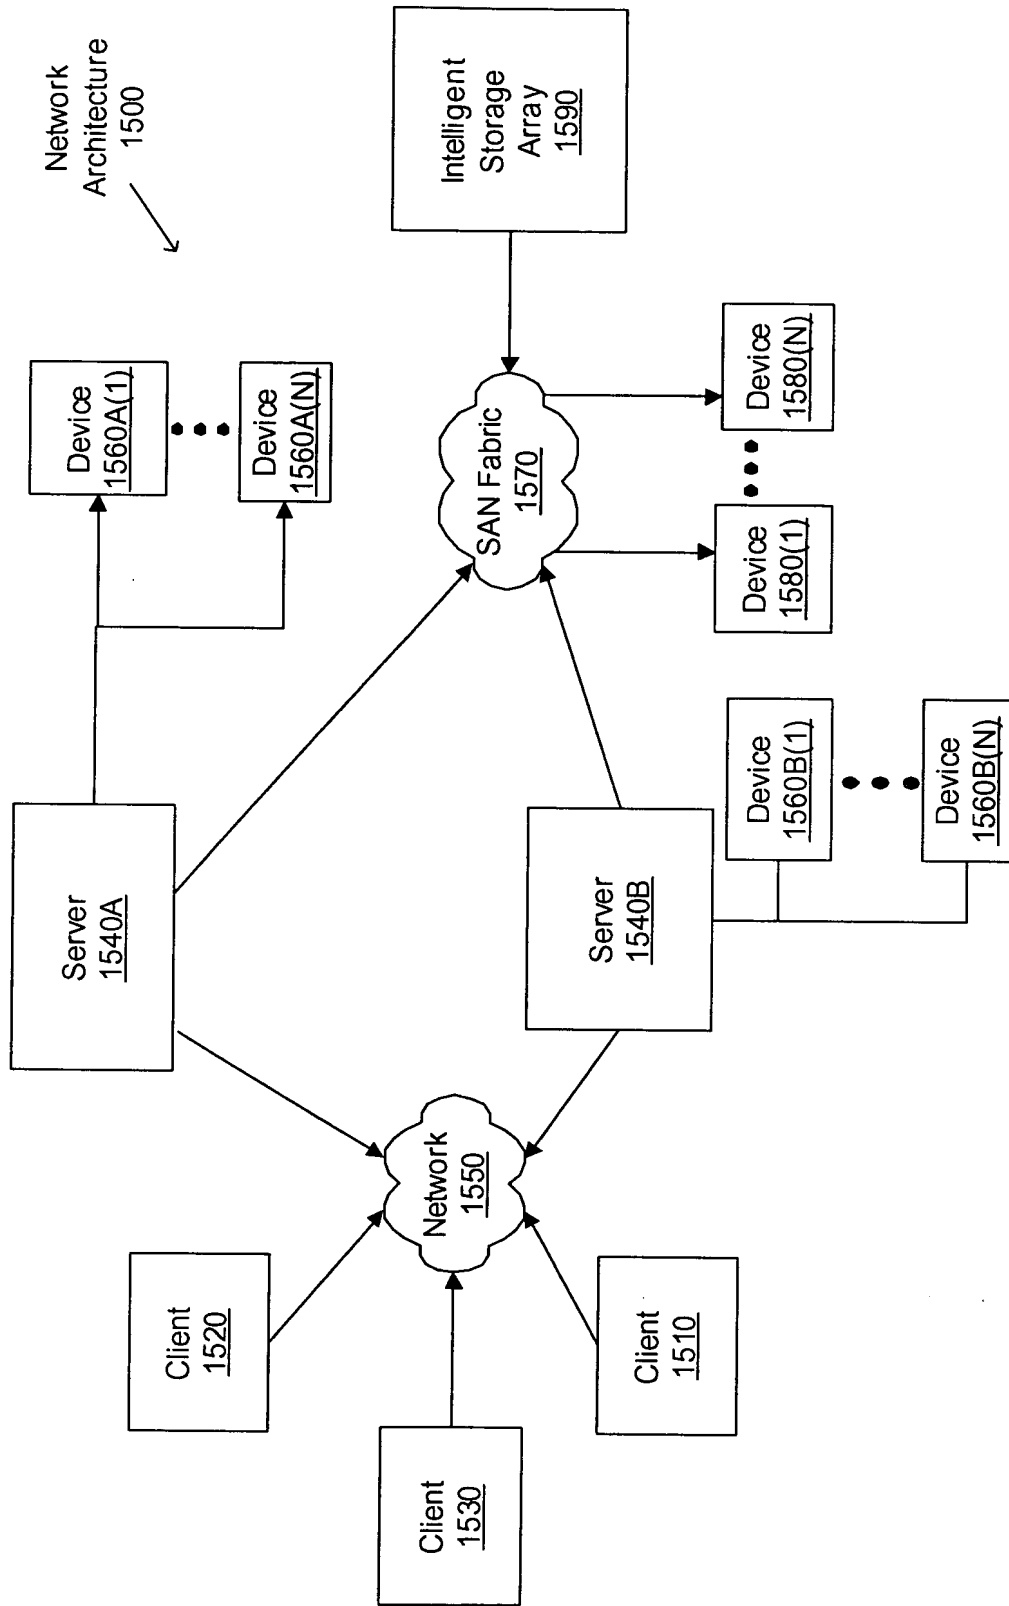 Network
Architecture
1500
Device
1560A(1)
Device
1560A(N)
Intelligent
Storage
Array
1590
Server
1540A
SAN Fabric
1570
Device
1580(N)
Device
1580(1)
Client
1520
Network
1550
Client
1530
Client
1510
Server
1540B
Device
1560B(1)
Device
1560B(N)